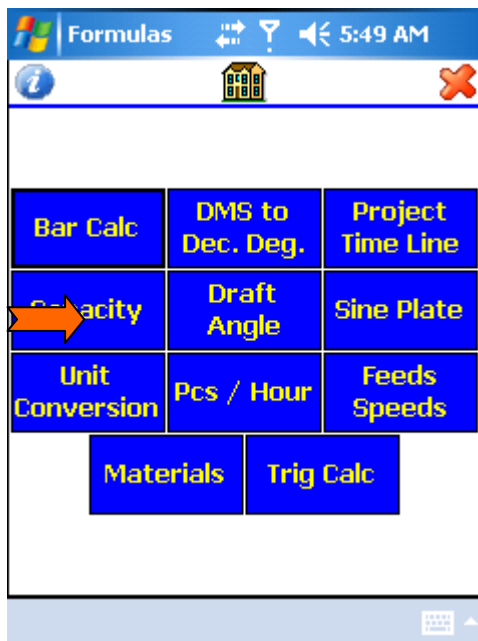 Formulas 5:49 AM
Bar Calc
DMS to
Dec. Deg.
Project
Time Line
Capacity
Draft
Angle
Sine Plate
Unit
Conversion
Pcs / Hour
Feeds
Speeds
Materials
Trig Calc